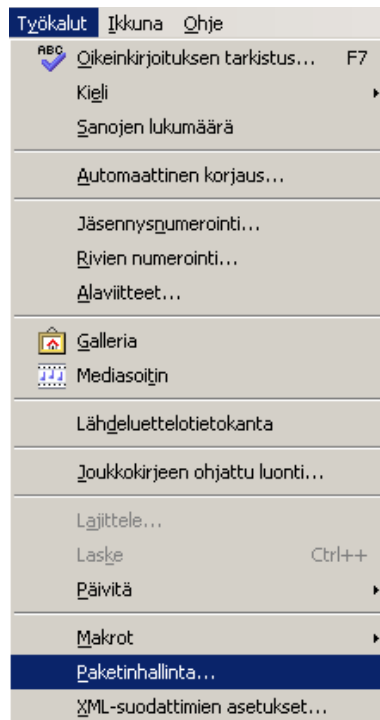 Työkalut Ikkuna Ohje
ABC Oikeinkirjoituksen tarkistus... F7
Kieli
Sanojen lukumäärä
Automaattinen korjaus...
Jäsennysnumerointi...
Rivien numerointi...
Alaviitteet...
Galleria
Mediasoitin
Lähdeluettelotietokanta
Joukkokirjeen ohjattu luonti...
Lajittele...
Laske Ctrl++
Päivitä
Makrot
Paketinhallinta...
XML-suodattimien asetukset...